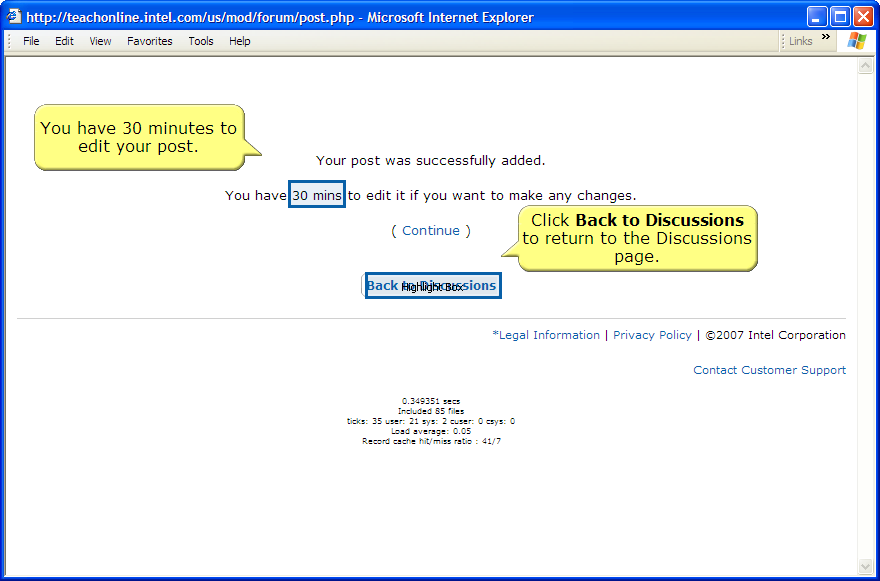 http://teachonline.intel.com/us/mod/forum/post.php - Microsoft Internet Explorer
File Edit View Favorites Tools Help Links »
You have 30 minutes to
edit your post.
Your post was successfully added.
You have 30 mins to edit it if you want to make any changes.
( Continue )
Click Back to Discussions
to return to the Discussions
page.
Back to Discussions
Highlight Box
*Legal Information | Privacy Policy | ©2007 Intel Corporation
Contact Customer Support
0.349351 secs
Included 85 files
ticks: 35 user: 21 sys: 2 cuser: 0 csys: 0
Load average: 0.05
Record cache hit/miss ratio : 41/7